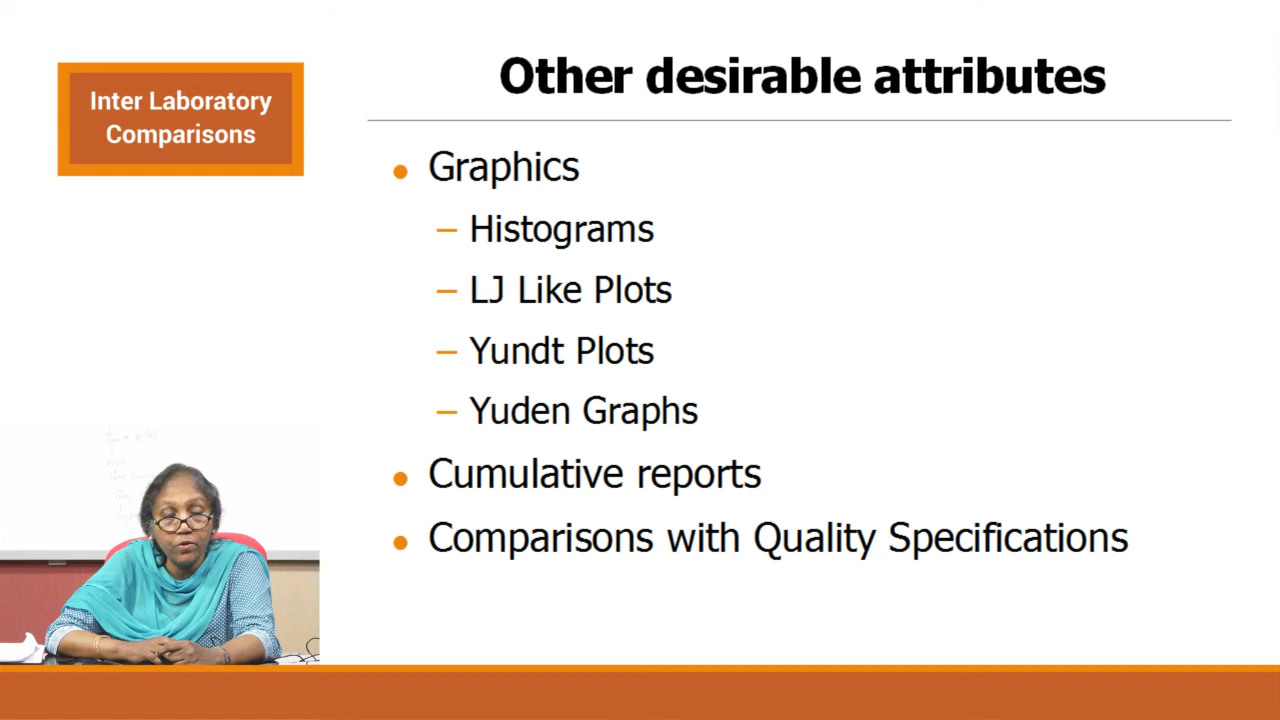 Inter Laboratory
Comparisons
Other desirable attributes
Graphics
– Histograms
– LJ Like Plots
– Yundt Plots
– Yuden Graphs
Cumulative reports
Comparisons with Quality Specifications